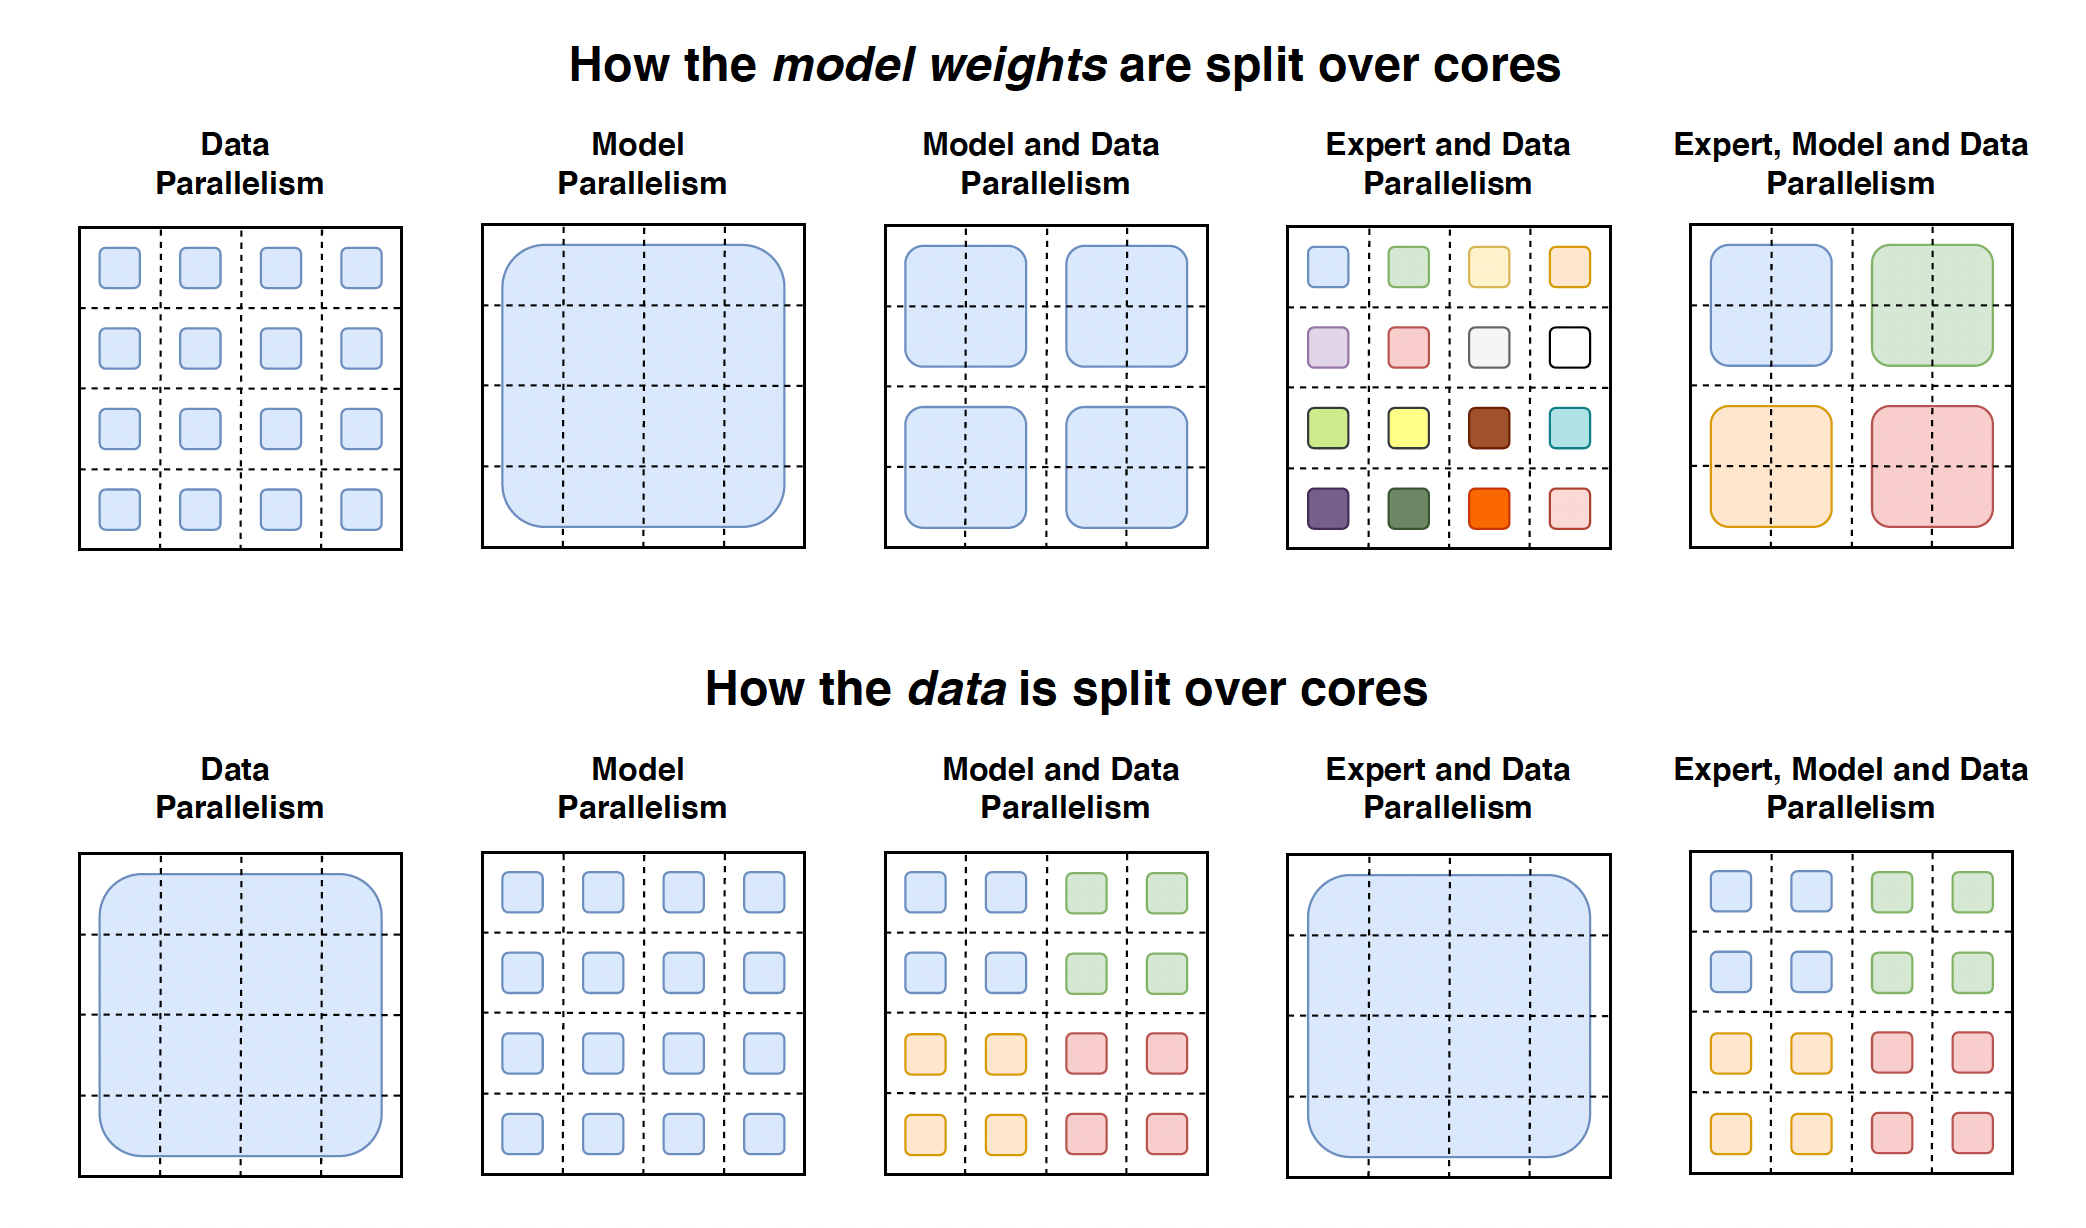 How the model weights are split over cores
Data
Parallelism
Model
Parallelism
Model and Data
Parallelism
Expert and Data
Parallelism
Expert, Model and Data
Parallelism
How the data is split over cores
Data
Parallelism
Model
Parallelism
Model and Data
Parallelism
Expert and Data
Parallelism
Expert, Model and Data
Parallelism